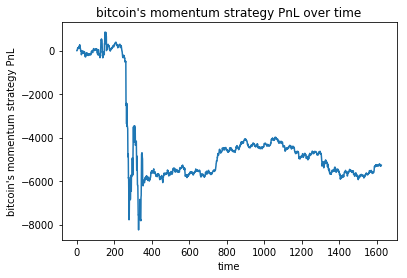 bitcoin's momentum strategy PnL over time
bitcoin's momentum strategy PnL
0
−2000
−4000
−6000
−8000
0 200 400 600 800 1000 1200 1400 1600
time